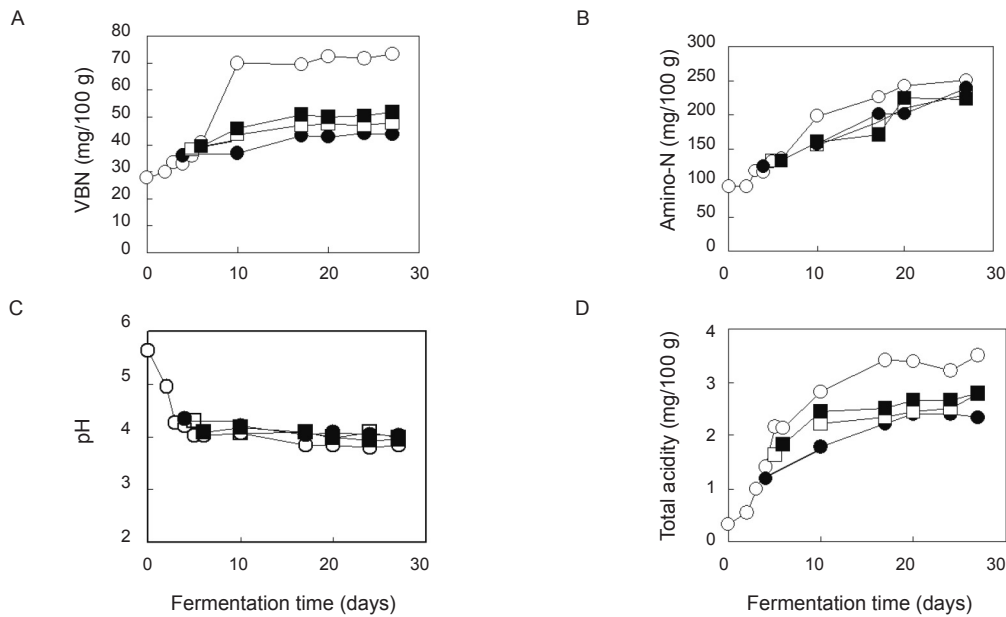 A
VBN (mg/100 g)
80
70
60
50
40
30
20
10
0
0 10 20 30
B
Amino-N (mg/100 g)
300
250
200
150
100
50
0
0 10 20 30
C
pH
6
5
4
2
0 10 20 30
Fermentation time (days)
D
Total acidity (mg/100 g)
4
3
2
1
0
0 10 20 30
Fermentation time (days)